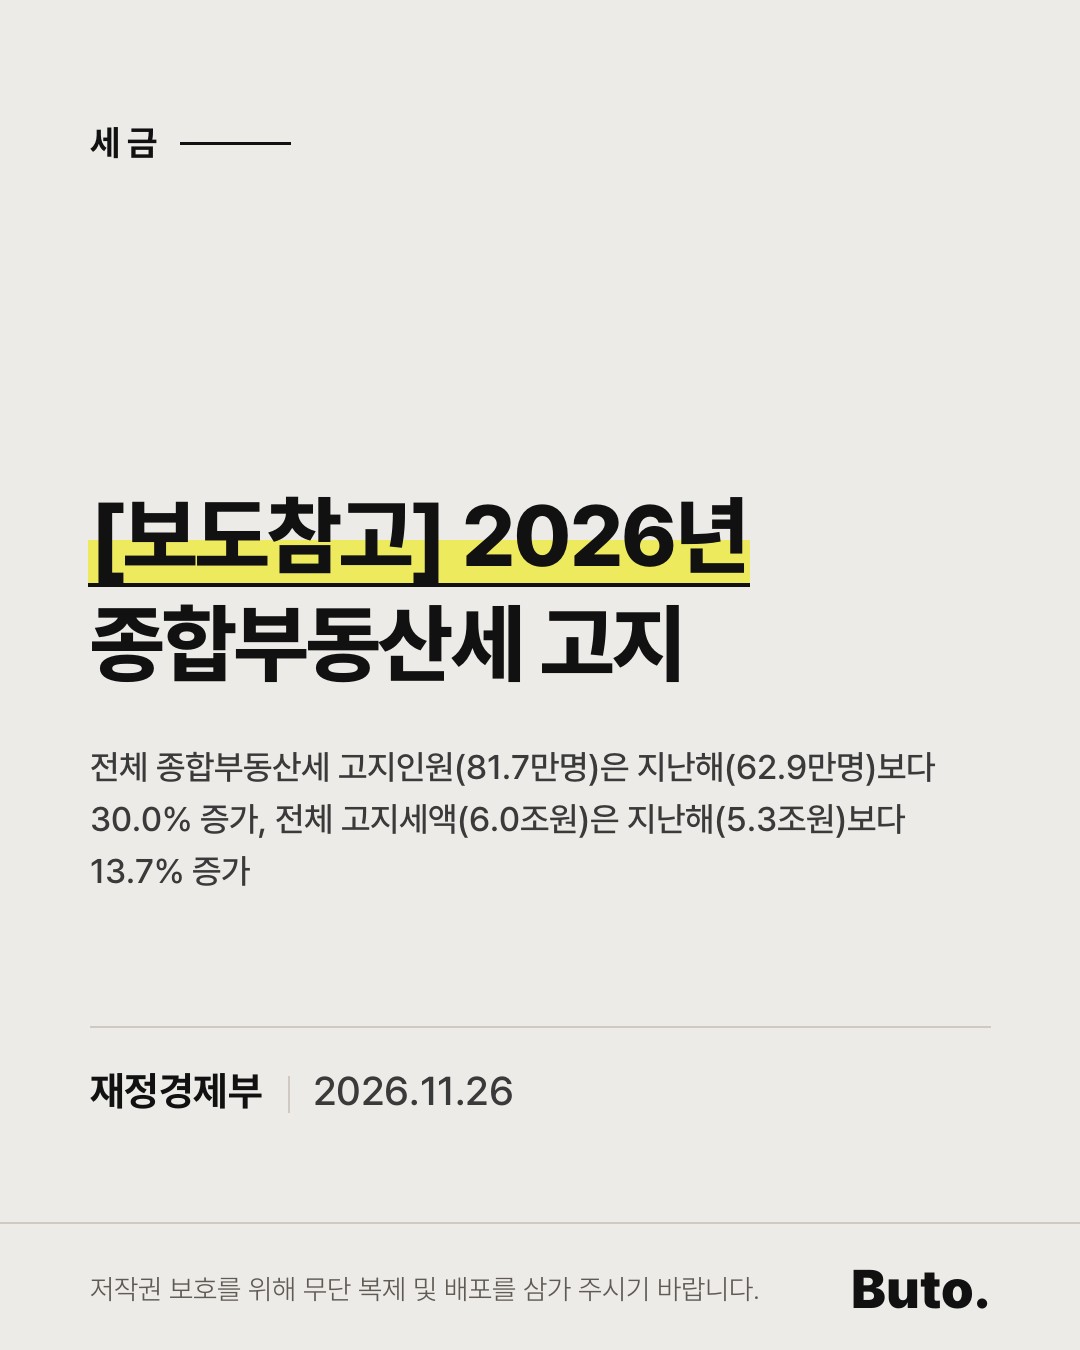 세금
[보도참고] 2026년
종합부동산세 고지
전체 종합부동산세 고지인원(81.7만명)은 지난해(62.9만명)보다
30.0% 증가, 전체 고지세액(6.0조원)은 지난해(5.3조원)보다
13.7% 증가
재정경제부 | 2026.11.26
저작권 보호를 위해 무단 복제 및 배포를 삼가 주시기 바랍니다.
Buto.